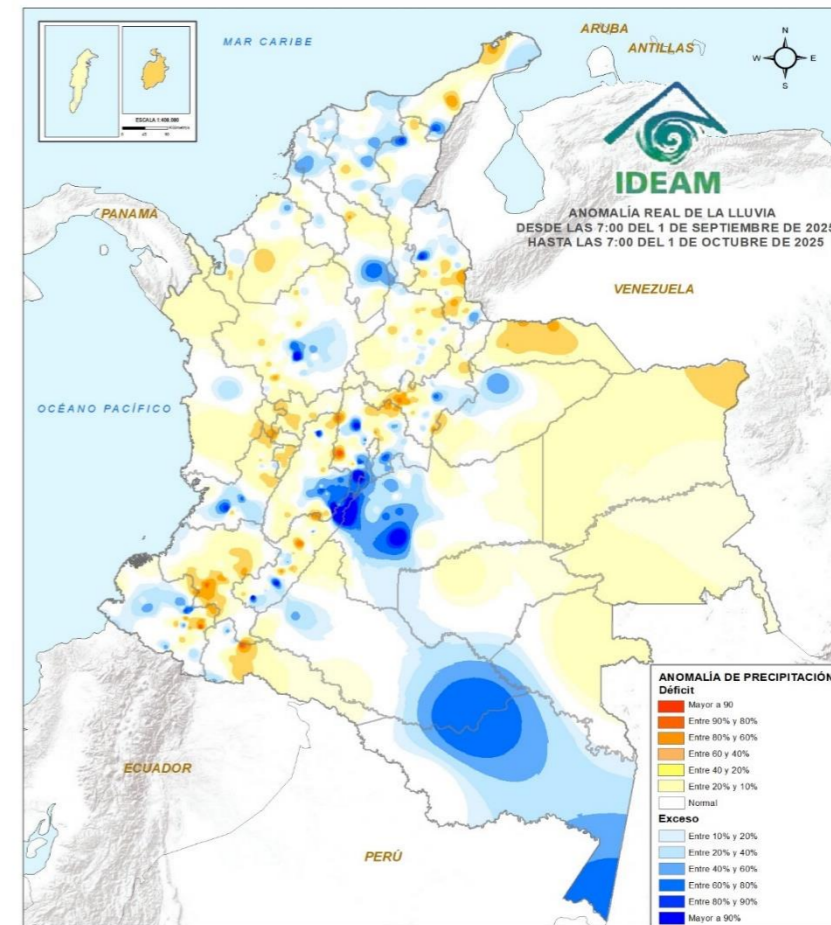 MAR CARIBE
ARUBA
ANTILLAS
N
W
E
S
ESCALA 1:400.000
IDEAM
ANOMALÍA REAL DE LA LLUVIA
DESDE LAS 7:00 DEL 1 DE SEPTIEMBRE DE 2025
HASTA LAS 7:00 DEL 1 DE OCTUBRE DE 2025
PANAMA
VENEZUELA
OCÉANO PACÍFICO
ECUADOR
PERÚ
ANOMALÍA DE PRECIPITACIÓN
Déficit
Mayor a 90
Entre 90% y 80%
Entre 80% y 60%
Entre 60 y 40%
Entre 40 y 20%
Entre 20% y 10%
Normal
Exceso
Entre 10% y 20%
Entre 20% y 40%
Entre 40% y 60%
Entre 60% y 80%
Entre 80% y 90%
Mayor a 90%